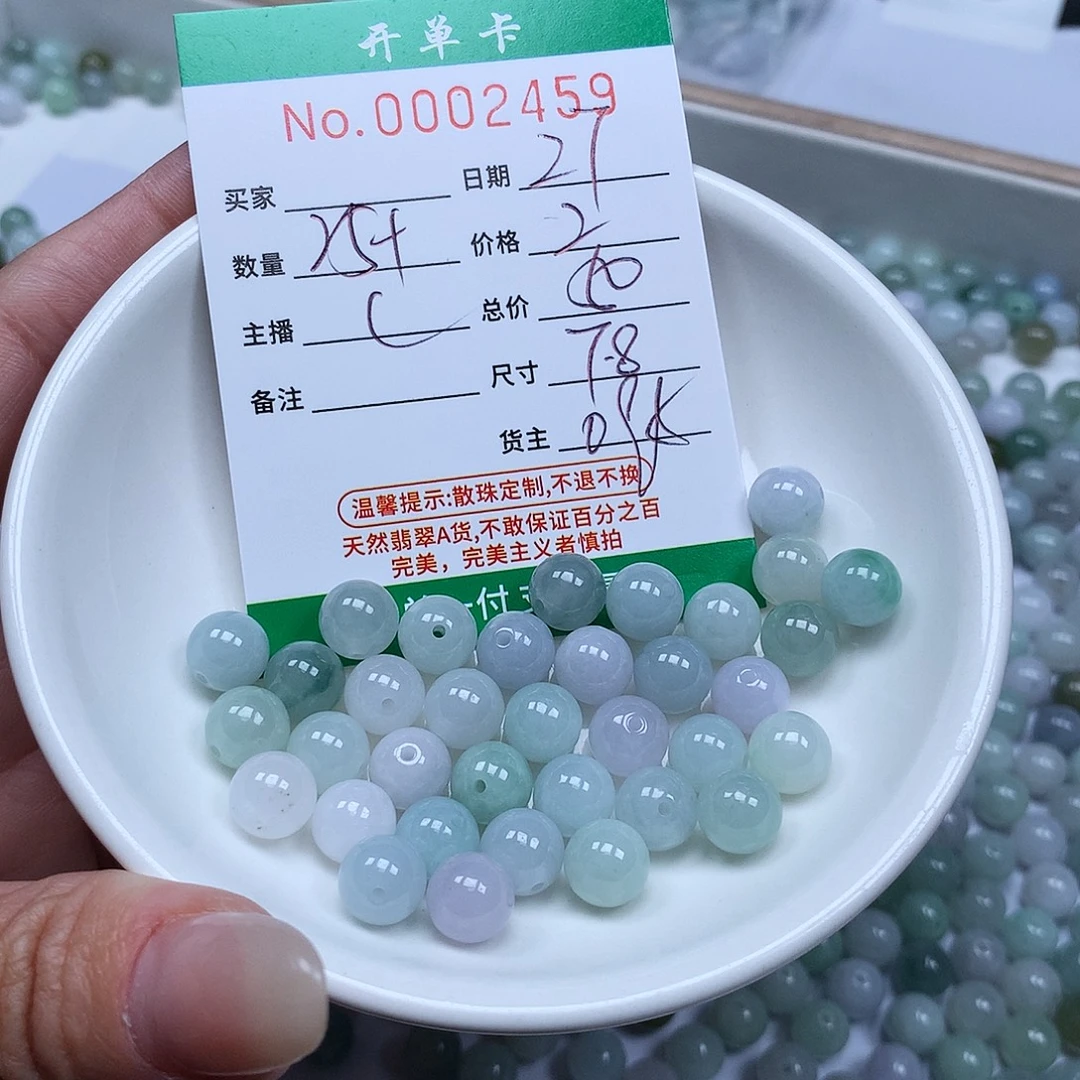 开单卡
No.0002459
买家 日期 27
数量 254 价格 2
主播 总价
备注 尺寸 7.8
货主
温馨提示:散珠定制,不退不换
天然翡翠A货,不敢保证百分之百
完美，完美主义者慎拍
付